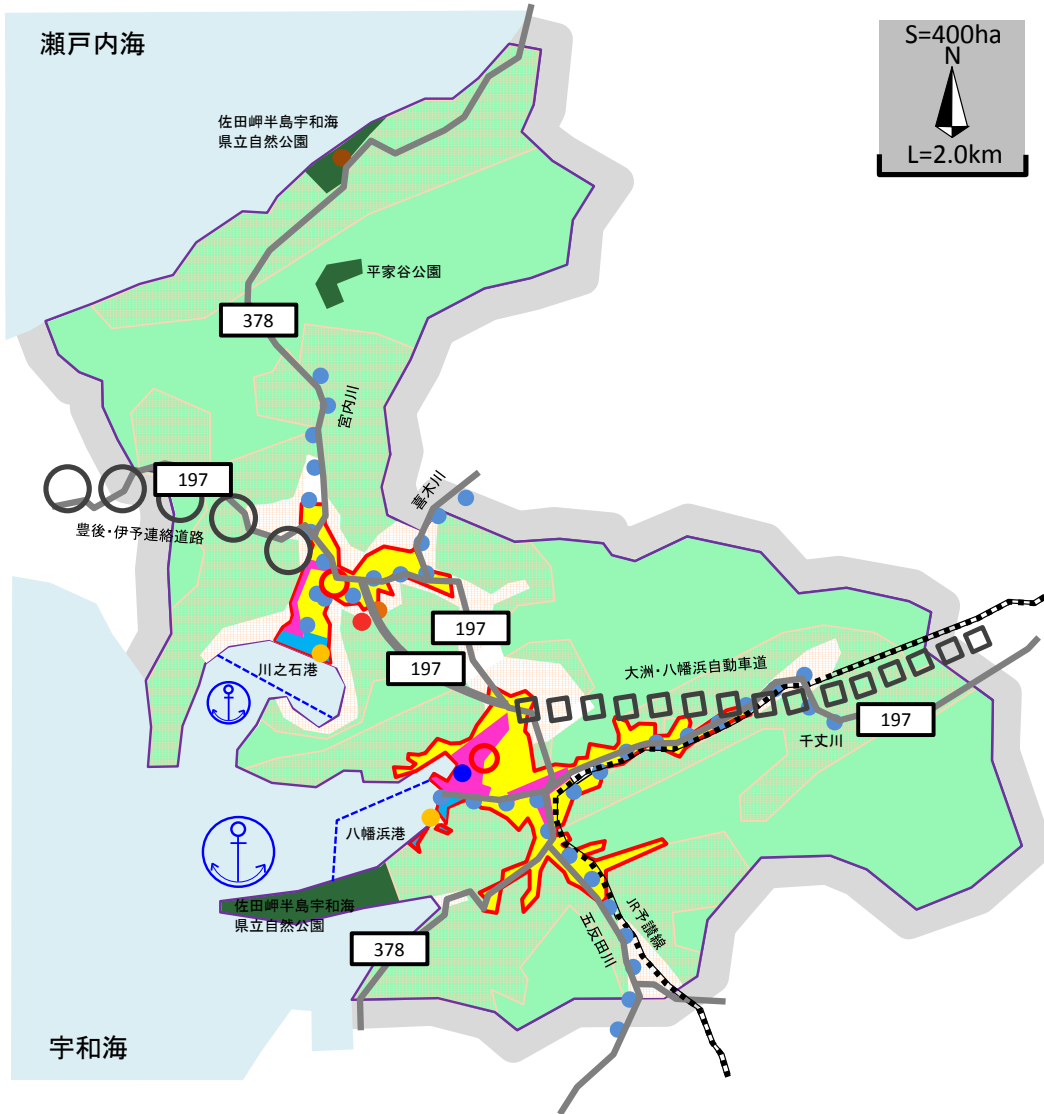 瀬戸内海
S=400ha
N
L=2.0km
佐田岬半島宇和海
県立自然公園
平家谷公園
378
宮内川
喜木川
197
豊後・伊予連絡道路
197
197
川之石港
大洲・八幡浜自動車道
197
千丈川
八幡浜港
佐田岬半島宇和海
県立自然公園
五反田川
JR予讃線
378
宇和海